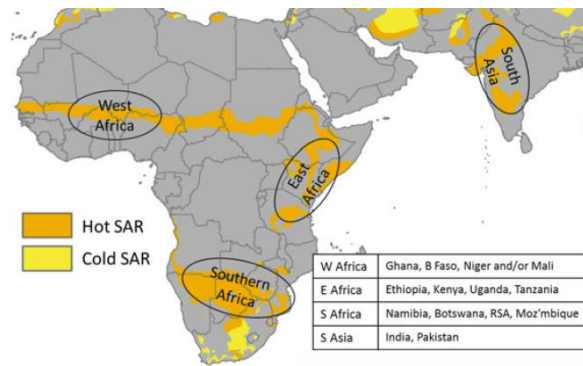 West
Africa
South
Asia
East
Africa
Hot SAR
Cold SAR
Southern
Africa
W Africa Ghana, B Faso, Niger and/or Mali
E Africa Ethiopia, Kenya, Uganda, Tanzania
S Africa Namibia, Botswana, RSA, Moz'mbique
S Asia India, Pakistan